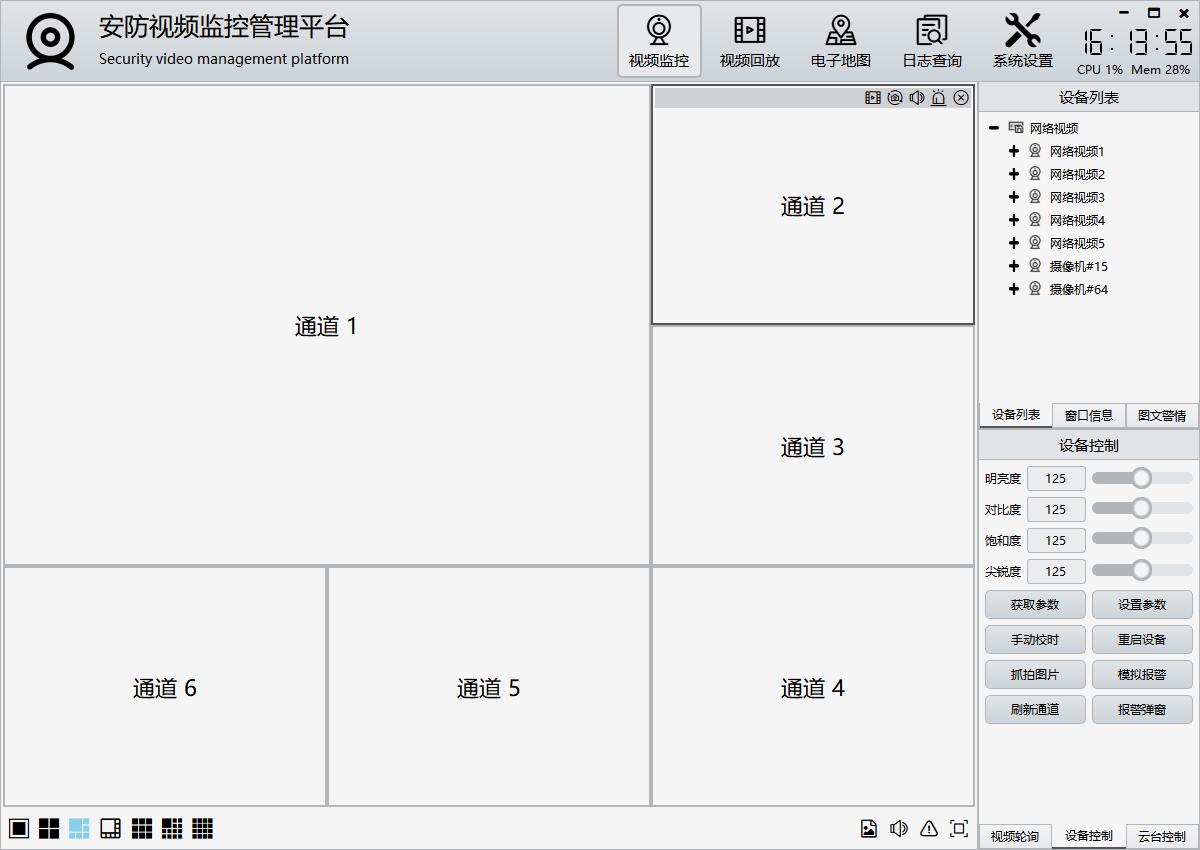 安防视频监控管理平台
Security video management platform
视频监控
视频回放
电子地图
日志查询
系统设置
16:13:55
CPU 1% Mem 28%
通道 1
通道 2
通道 3
通道 6
通道 5
通道 4
设备列表
网络视频
网络视频1
网络视频2
网络视频3
网络视频4
网络视频5
摄像机#15
摄像机#64
设备列表 窗口信息 图文警情
设备控制
明亮度 125
对比度 125
饱和度 125
尖锐度 125
获取参数 设置参数
手动校时 重启设备
抓拍图片 模拟报警
刷新通道 报警弹窗
视频轮询 设备控制 云台控制